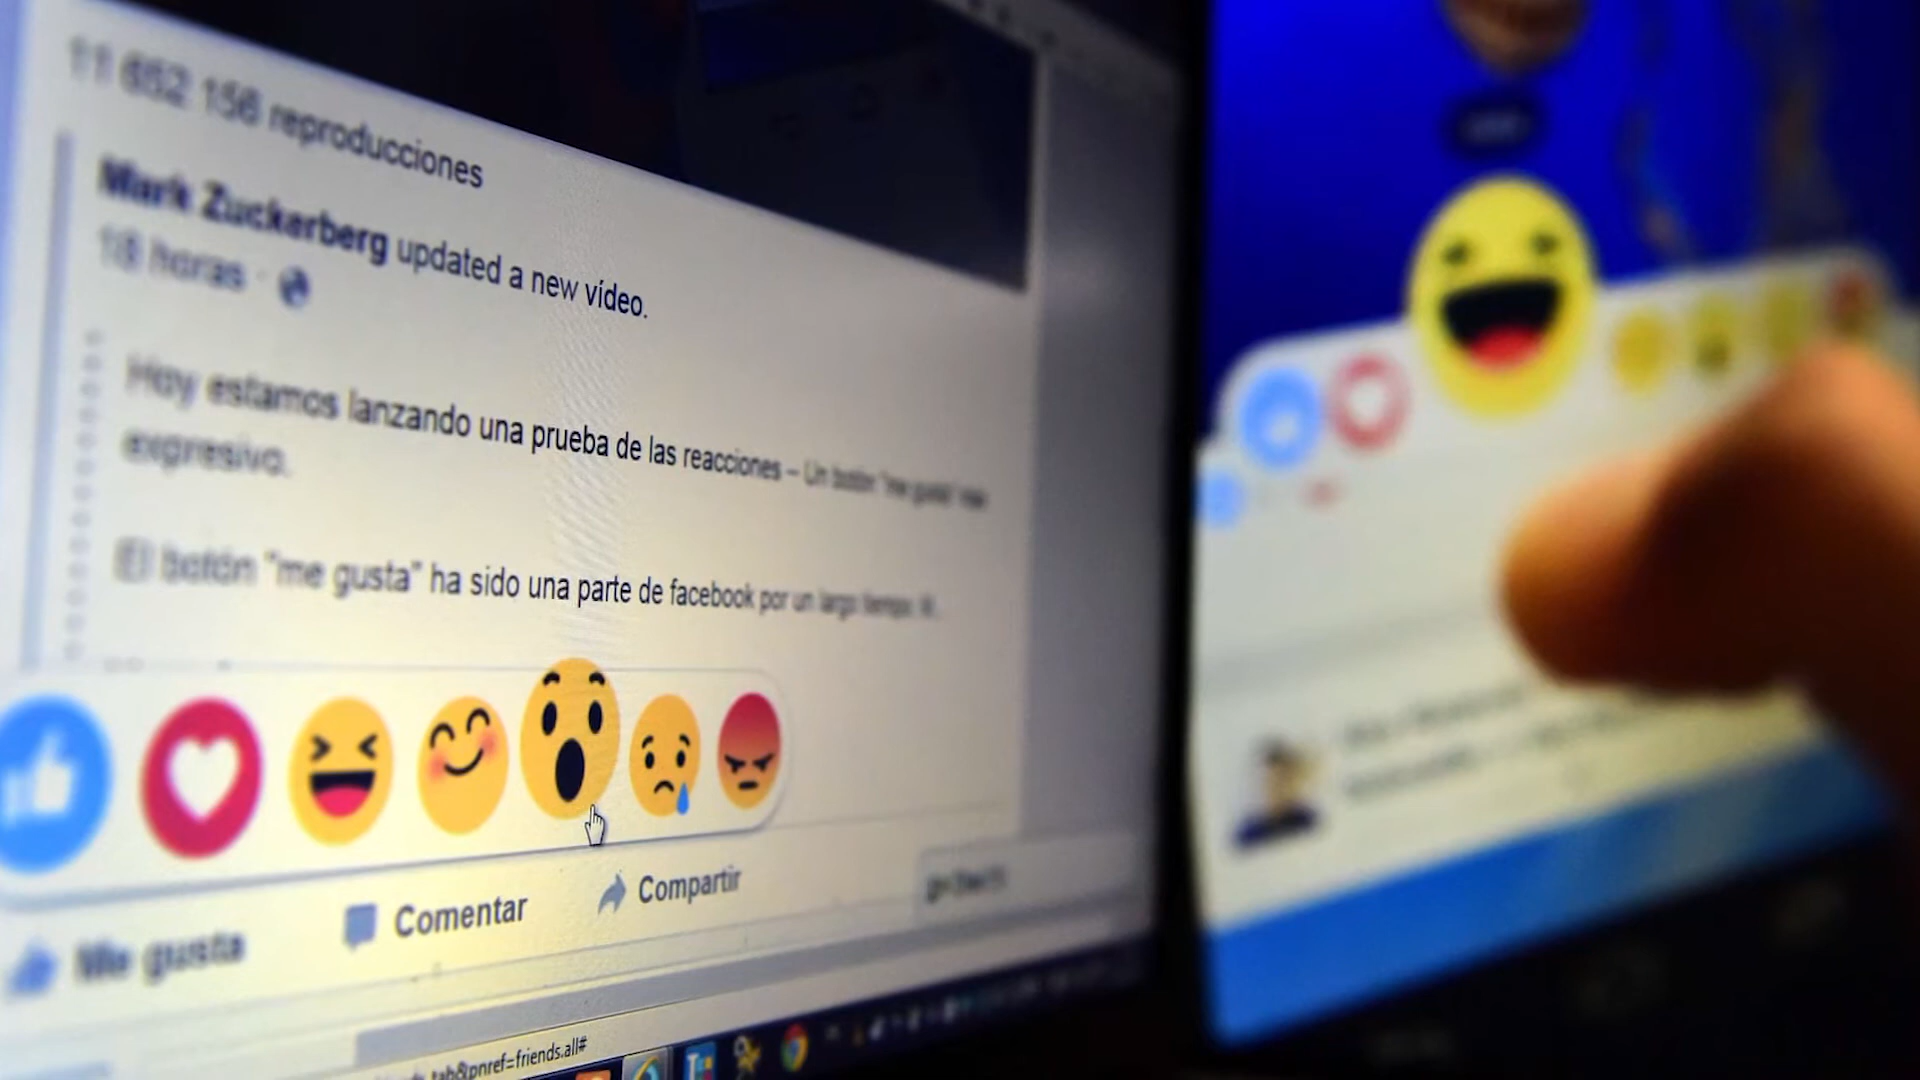 11 652 156 reproducciones
Mark Zuckerberg updated a new vídeo.
18 horas ·
Hoy estamos lanzando una prueba de las reacciones – Un botón "me gusta" más
expresivo.
El botón "me gusta" ha sido una parte de facebook por un largo tiempo.
Me gusta
Comentar
Compartir
tab&pnref=friends.all#